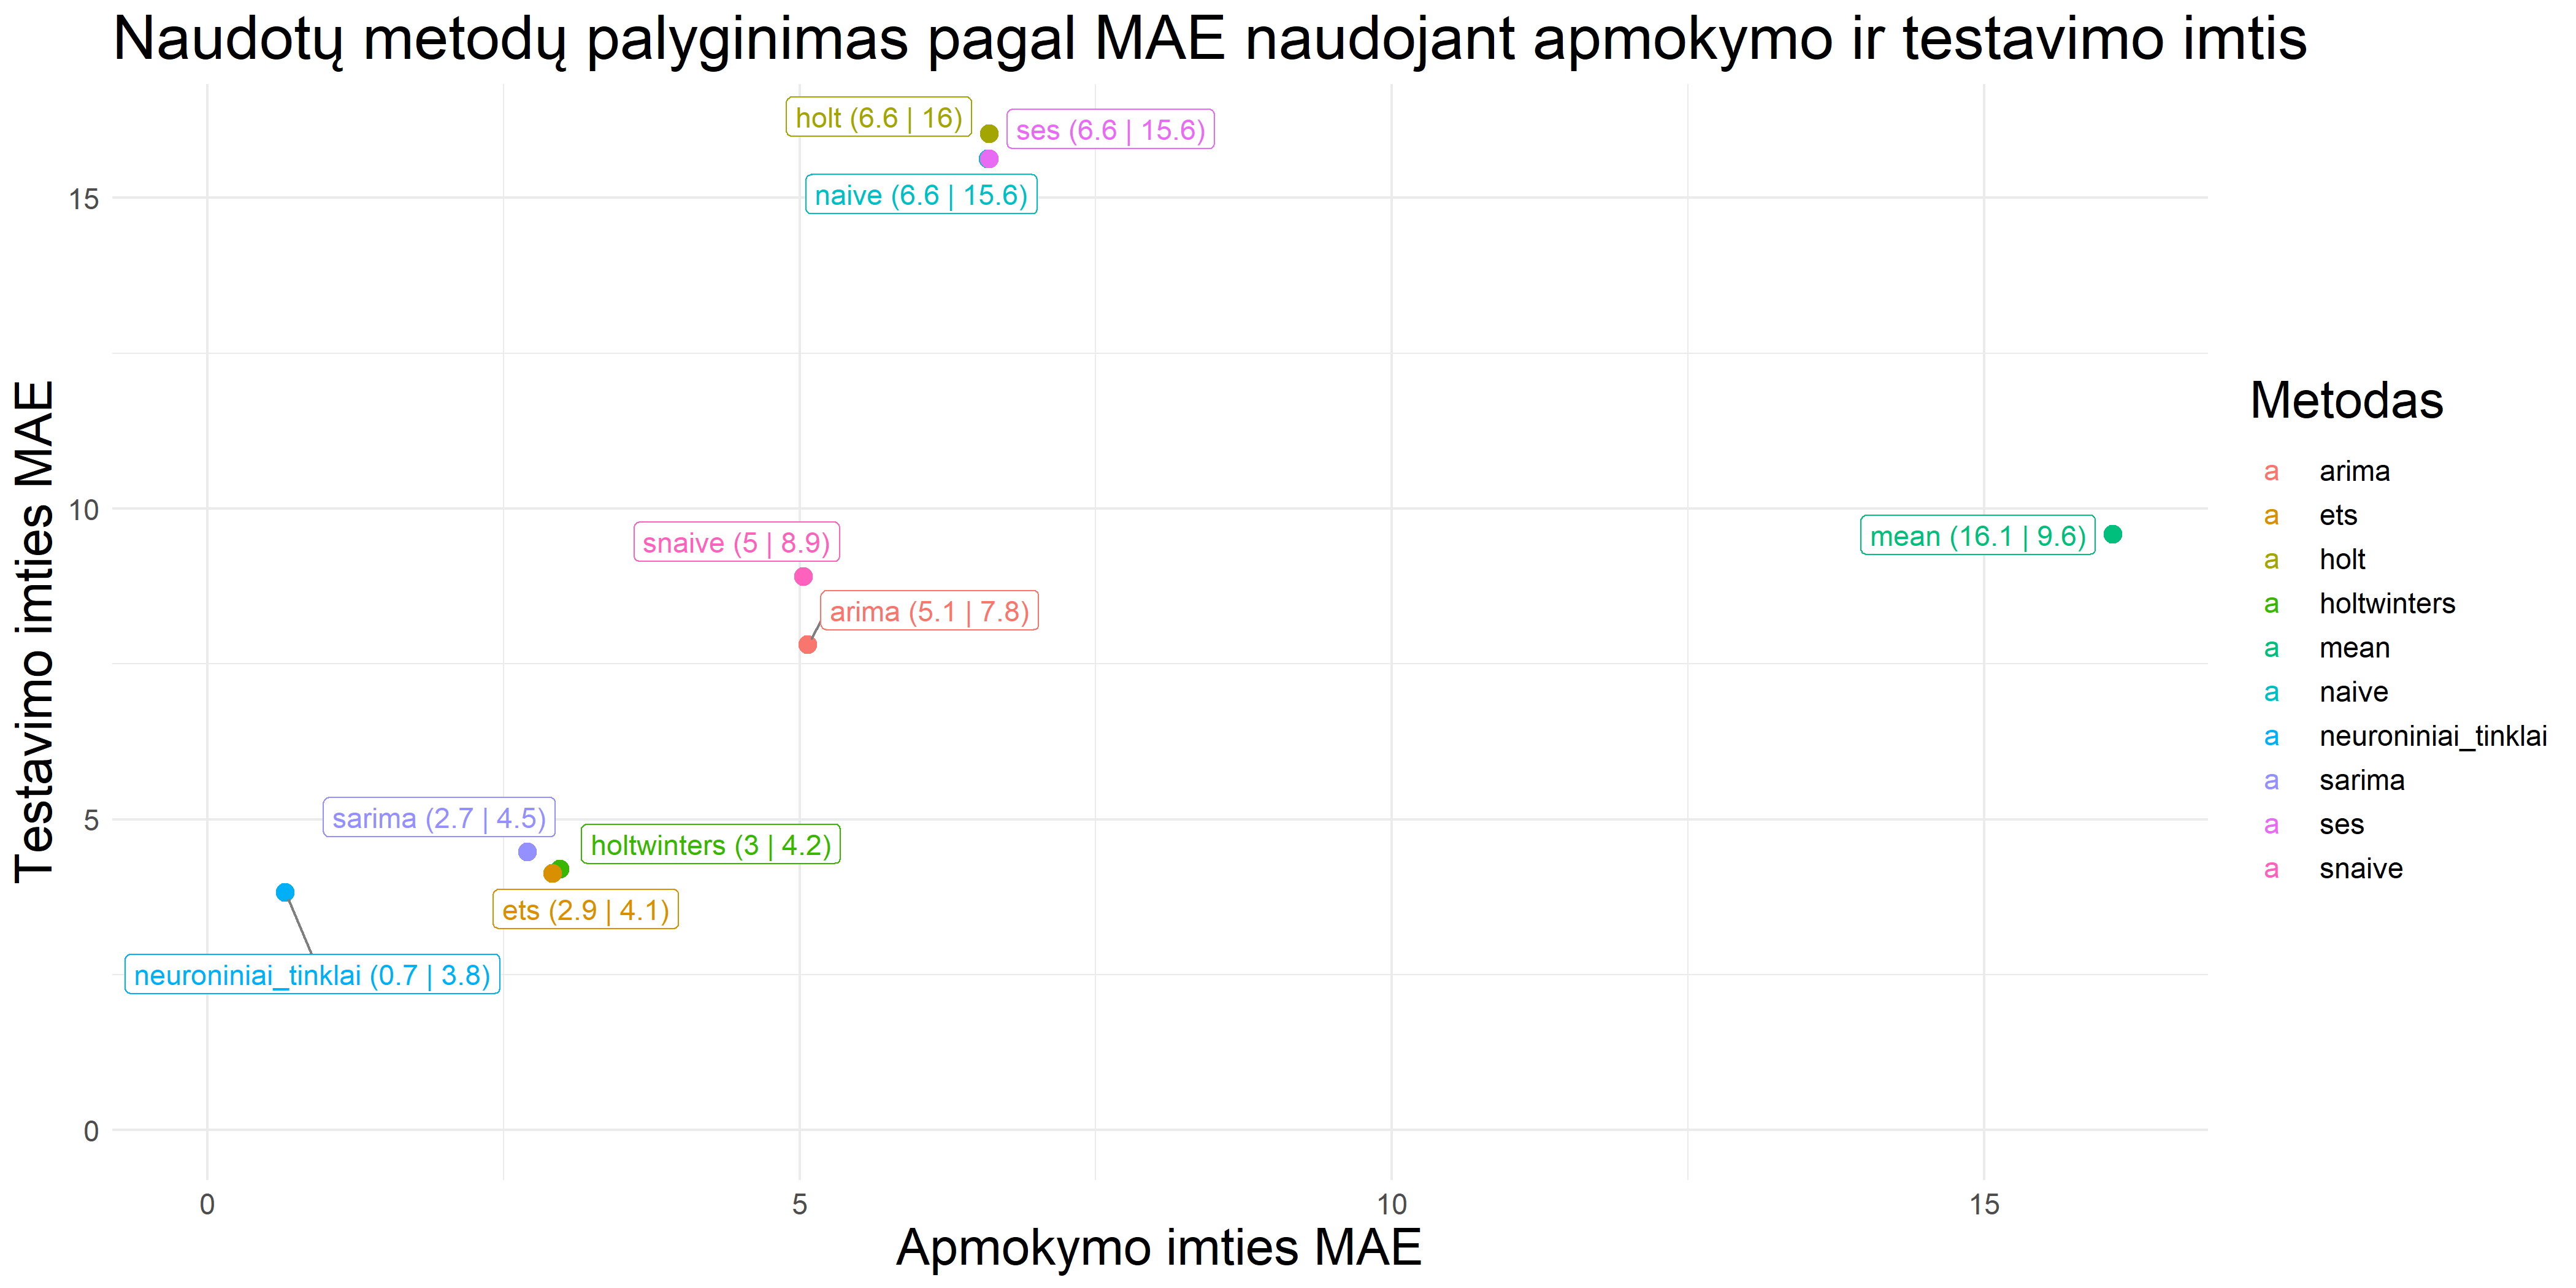 Naudotų metodų palyginimas pagal MAE naudojant apmokymo ir testavimo imtis
holt (6.6 | 16)
ses (6.6 | 15.6)
naive (6.6 | 15.6)
mean (16.1 | 9.6)
snaive (5 | 8.9)
arima (5.1 | 7.8)
sarima (2.7 | 4.5)
holtwinters (3 | 4.2)
ets (2.9 | 4.1)
neuroniniai_tinklai (0.7 | 3.8)
15
10
5
0
Testavimo imties MAE
0
5
10
15
Apmokymo imties MAE
Metodas
a arima
a ets
a holt
a holtwinters
a mean
a naive
a neuroniniai_tinklai
a sarima
a ses
a snaive